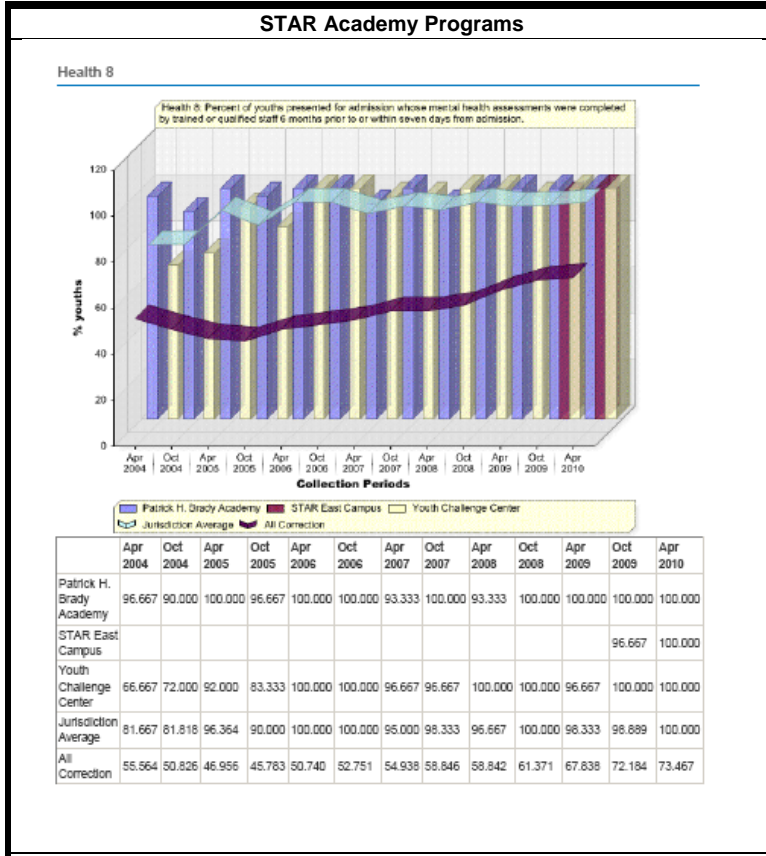 STAR Academy Programs
Health 8
Health 8: Percent of youths presented for admission whose mental health assessments were completed
by trained or qualified staff 6 months prior to or within seven days from admission.
120
100
80
60
40
20
0
% youths
Apr Oct Apr Oct Apr Oct Apr Oct Apr Oct Apr Oct Apr
2004 2004 2005 2005 2006 2006 2007 2007 2008 2008 2009 2009 2010
Collection Periods
Patrick H. Brady Academy STAR East Campus Youth Challenge Center
Jurisdiction Average All Correction
Apr Oct Apr Oct Apr Oct Apr Oct Apr Oct Apr Oct Apr
2004 2004 2005 2005 2006 2006 2007 2007 2008 2008 2009 2009 2010
Patrick H.
Brady
Academy
96.667 90.000 100.000 96.667 100.000 100.000 93.333 100.000 93.333 100.000 100.000 100.000 100.000
STAR East
Campus
96.667 100.000
Youth
Challenge
Center
66.667 72.000 92.000 83.333 100.000 100.000 96.667 96.667 100.000 100.000 96.667 100.000 100.000
Jurisdiction
Average
81.667 81.818 96.364 90.000 100.000 100.000 95.000 98.333 96.667 100.000 98.333 98.889 100.000
All
Correction
55.564 50.826 46.956 45.783 50.740 52.751 54.938 58.846 58.842 61.371 67.838 72.184 73.467